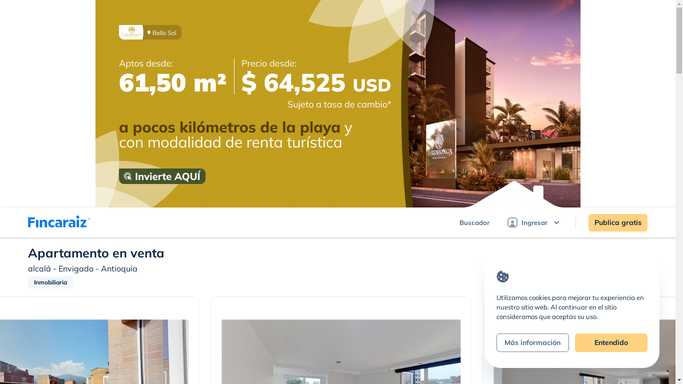 Bello Sol
Aptos desde:
61,50 m²
Precio desde:
$ 64,525 USD
Sujeto a tasa de cambio*
a pocos kilómetros de la playa y
con modalidad de renta turística
Invierte AQUÍ
Fincaraiz
Buscador
Ingresar
Publica gratis
Apartamento en venta
alcalá - Envigado - Antioquia
Inmobiliaria
Utilizamos cookies para mejorar tu experiencia en
nuestro sitio web. Al continuar en el sitio
consideramos que aceptas su uso.
Más información
Entendido